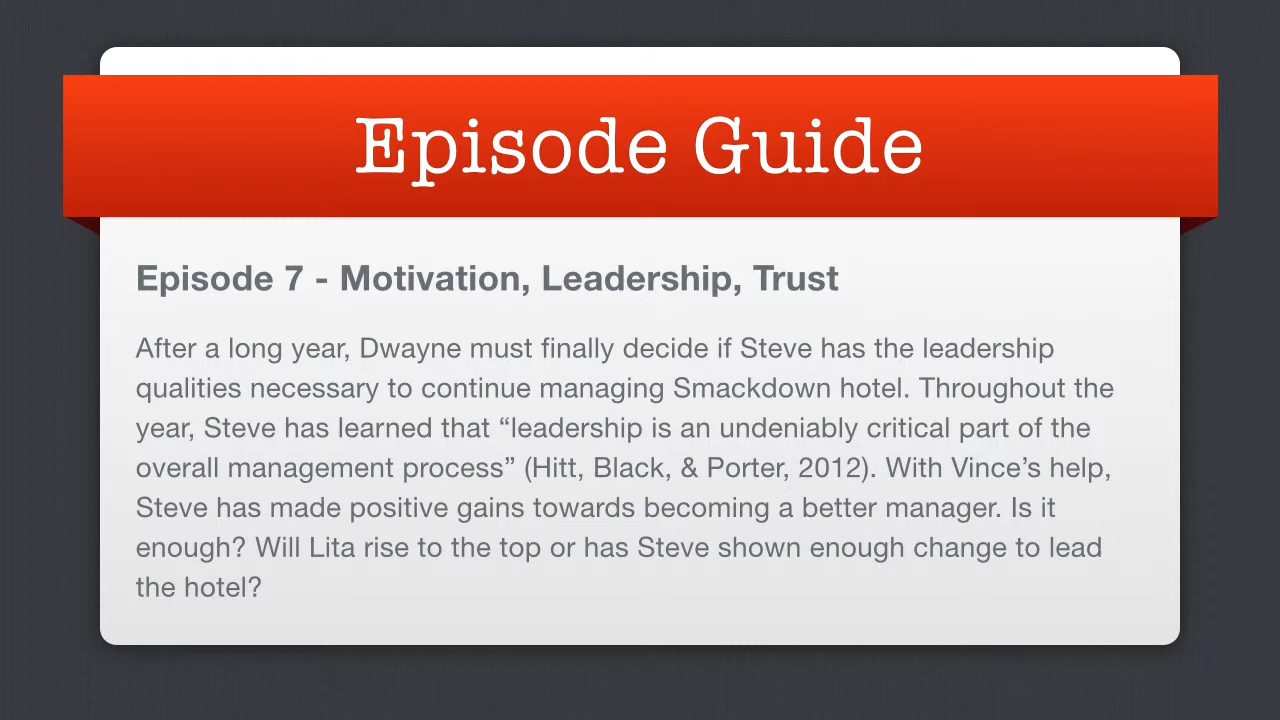 Episode Guide
Episode 7 - Motivation, Leadership, Trust
After a long year, Dwayne must finally decide if Steve has the leadership
qualities necessary to continue managing Smackdown hotel. Throughout the
year, Steve has learned that “leadership is an undeniably critical part of the
overall management process” (Hitt, Black, & Porter, 2012). With Vince’s help,
Steve has made positive gains towards becoming a better manager. Is it
enough? Will Lita rise to the top or has Steve shown enough change to lead
the hotel?